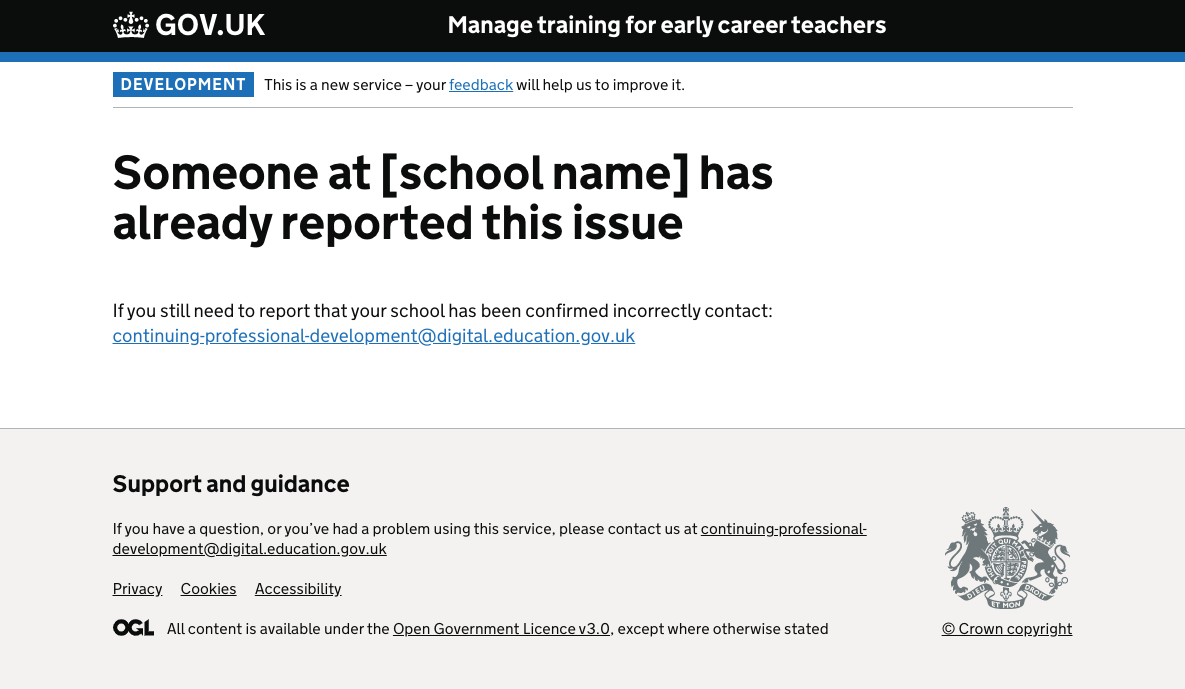 GOV.UK Manage training for early career teachers
DEVELOPMENT This is a new service – your feedback will help us to improve it.
Someone at [school name] has
already reported this issue
If you still need to report that your school has been confirmed incorrectly contact:
continuing-professional-development@digital.education.gov.uk
Support and guidance
If you have a question, or you’ve had a problem using this service, please contact us at continuing-professional-
development@digital.education.gov.uk
Privacy Cookies Accessibility
OGL All content is available under the Open Government Licence v3.0, except where otherwise stated
DIEU ET MON DROIT
© Crown copyright